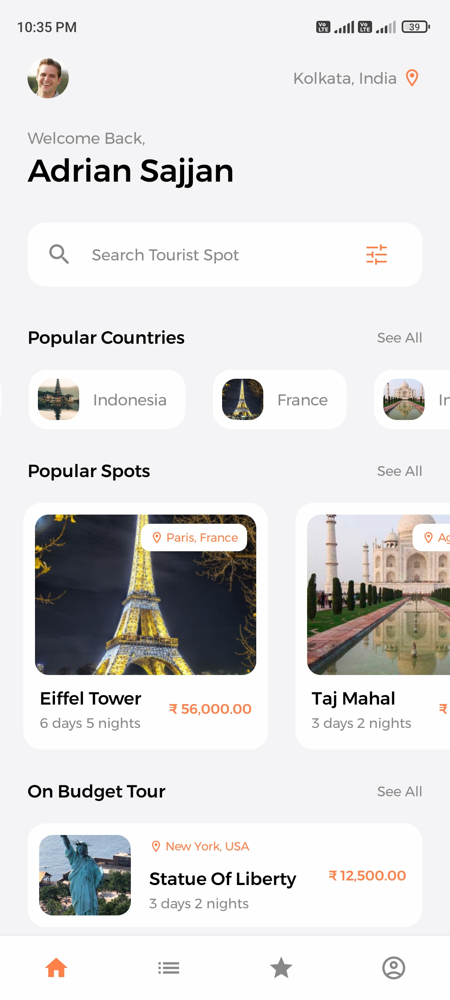 10:35 PM
Vo LTE
Vo LTE
39
Kolkata, India
Welcome Back,
Adrian Sajjan
Search Tourist Spot
Popular Countries
See All
Indonesia
France
Popular Spots
See All
Paris, France
Eiffel Tower
₹ 56,000.00
6 days 5 nights
Taj Mahal
₹
3 days 2 nights
On Budget Tour
See All
New York, USA
Statue Of Liberty
₹ 12,500.00
3 days 2 nights